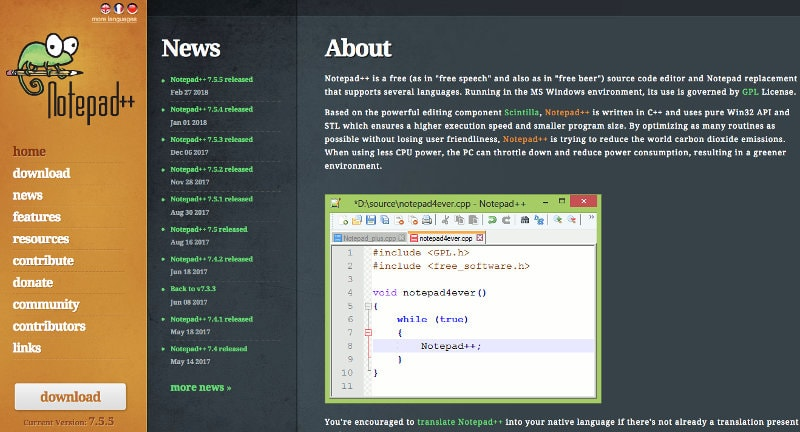 more languages
Notepad++
home
download
news
features
resources
contribute
donate
community
contributors
links
download
Current Version: 7.5.5
News
Notepad++ 7.5.5 released
Feb 27 2018
Notepad++ 7.5.4 released
Jan 01 2018
Notepad++ 7.5.3 released
Dec 06 2017
Notepad++ 7.5.2 released
Nov 28 2017
Notepad++ 7.5.1 released
Aug 30 2017
Notepad++ 7.5 released
Aug 16 2017
Notepad++ 7.4.2 released
Jun 18 2017
Back to v7.3.3
Jun 08 2017
Notepad++ 7.4.1 released
May 18 2017
Notepad++ 7.4 released
May 14 2017
more news »
About
Notepad++ is a free (as in "free speech" and also as in "free beer") source code editor and Notepad replacement
that supports several languages. Running in the MS Windows environment, its use is governed by GPL License.
Based on the powerful editing component Scintilla, Notepad++ is written in C++ and uses pure Win32 API and
STL which ensures a higher execution speed and smaller program size. By optimizing as many routines as
possible without losing user friendliness, Notepad++ is trying to reduce the world carbon dioxide emissions.
When using less CPU power, the PC can throttle down and reduce power consumption, resulting in a greener
environment.
*D:\source\notepad4ever.cpp - Notepad++
Notepad_plus.cpp notepad4ever.cpp
1 #include <GPL.h>
2 #include <free_software.h>
3
4 void notepad4ever()
5 {
6 while (true)
7 {
8 Notepad++;
9 }
10 }
11
You're encouraged to translate Notepad++ into your native language if there's not already a translation present